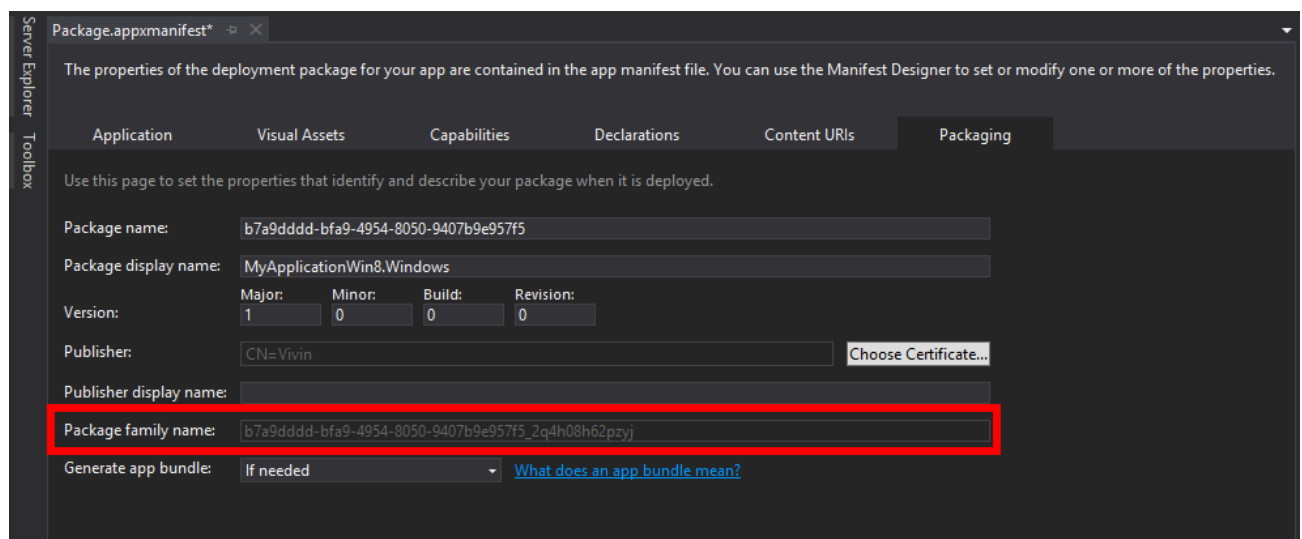 Server Explorer
Toolbox
Package.appxmanifest*
The properties of the deployment package for your app are contained in the app manifest file. You can use the Manifest Designer to set or modify one or more of the properties.
Application Visual Assets Capabilities Declarations Content URIs Packaging
Use this page to set the properties that identify and describe your package when it is deployed.
Package name: b7a9dddd-bfa9-4954-8050-9407b9e957f5
Package display name: MyApplicationWin8.Windows
Major: Minor: Build: Revision:
Version: 1 0 0 0
Publisher: CN=Vivin Choose Certificate...
Publisher display name:
Package family name: b7a9dddd-bfa9-4954-8050-9407b9e957f5_2q4h08h62pzyj
Generate app bundle: If needed What does an app bundle mean?